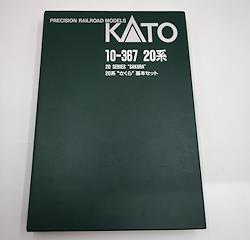 PRECISION RAILROAD MODELS
KATO
10-367 20系
20 SERIES "SAKURA"
20系 "さくら" 基本セット